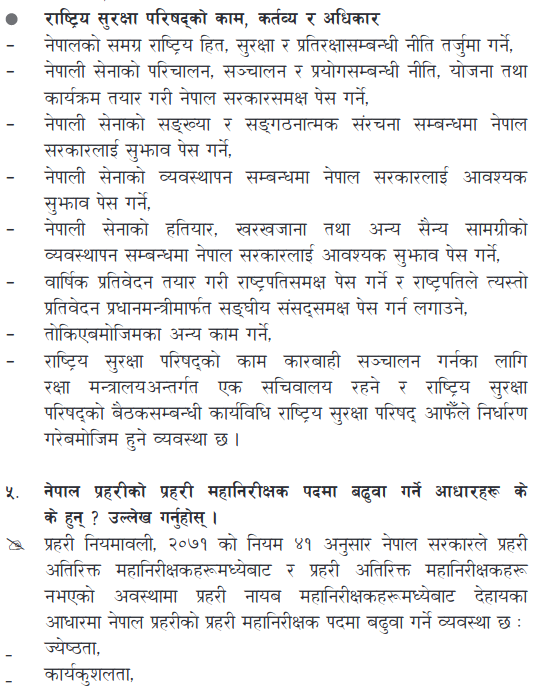 ● राष्ट्रिय सुरक्षा परिषद्को काम, कर्तव्य र अधिकार
– नेपालको समग्र राष्ट्रिय हित, सुरक्षा र प्रतिरक्षासम्बन्धी नीति तर्जुमा गर्ने,
– नेपाली सेनाको परिचालन, सञ्चालन र प्रयोगसम्बन्धी नीति, योजना तथा
कार्यक्रम तयार गरी नेपाल सरकारसमक्ष पेस गर्ने,
– नेपाली सेनाको सङ्ख्या र सङ्गठनात्मक संरचना सम्बन्धमा नेपाल
सरकारलाई सुझाव पेस गर्ने,
– नेपाली सेनाको व्यवस्थापन सम्बन्धमा नेपाल सरकारलाई आवश्यक
सुझाव पेस गर्ने,
– नेपाली सेनाको हतियार, खरखजाना तथा अन्य सैन्य सामग्रीको
व्यवस्थापन सम्बन्धमा नेपाल सरकारलाई आवश्यक सुझाव पेस गर्ने,
– वार्षिक प्रतिवेदन तयार गरी राष्ट्रपतिसमक्ष पेस गर्ने र राष्ट्रपतिले त्यस्तो
प्रतिवेदन प्रधानमन्त्रीमार्फत सङ्घीय संसद्समक्ष पेस गर्न लगाउने,
– तोकिएबमोजिमका अन्य काम गर्ने,
– राष्ट्रिय सुरक्षा परिषद्को काम कारबाही सञ्चालन गर्नका लागि
रक्षा मन्त्रालयअन्तर्गत एक सचिवालय रहने र राष्ट्रिय सुरक्षा
परिषद्को बैठकसम्बन्धी कार्यविधि राष्ट्रिय सुरक्षा परिषद् आफैँले निर्धारण
गरेबमोजिम हुने व्यवस्था छ ।
५. नेपाल प्रहरीको प्रहरी महानिरीक्षक पदमा बढुवा गर्ने आधारहरू के
के हुन् ? उल्लेख गर्नुहोस् ।
प्रहरी नियमावली, २०७१ को नियम ४१ अनुसार नेपाल सरकारले प्रहरी
अतिरिक्त महानिरीक्षकहरूमध्येबाट र प्रहरी अतिरिक्त महानिरीक्षकहरू
नभएको अवस्थामा प्रहरी नायब महानिरीक्षकहरूमध्येबाट देहायका
आधारमा नेपाल प्रहरीको प्रहरी महानिरीक्षक पदमा बढुवा गर्ने व्यवस्था छ :
– ज्येष्ठता,
– कार्यकुशलता,